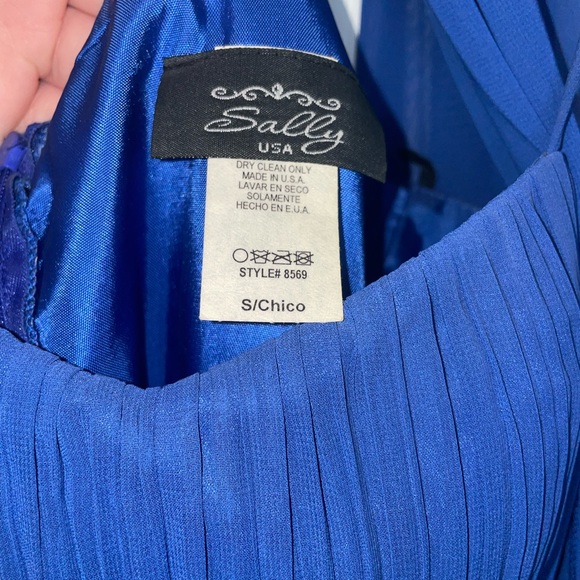 Sally
USA
DRY CLEAN ONLY
MADE IN U.S.A.
LAVAR EN SECO
SOLAMENTE
HECHO EN E.U.A.
STYLE# 8569
S/Chico